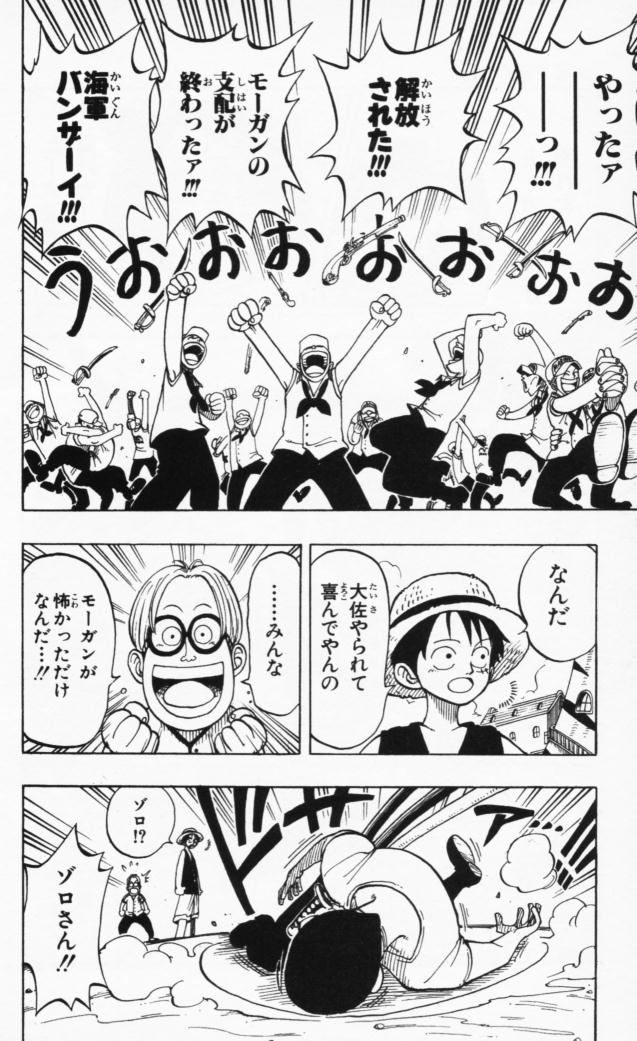 やったァ
――っ!!!
解放
された!!!
モーガンの
支配が
終わったァ!!!
海軍
バンザーイ!!!
うおおおおおおお
なんだ
大佐やられて
喜んでやんの
………みんな
モーガンが
怖かっただけ
なんだ…!!
ドドァァ
ゾロ!?
ゾロさん!!